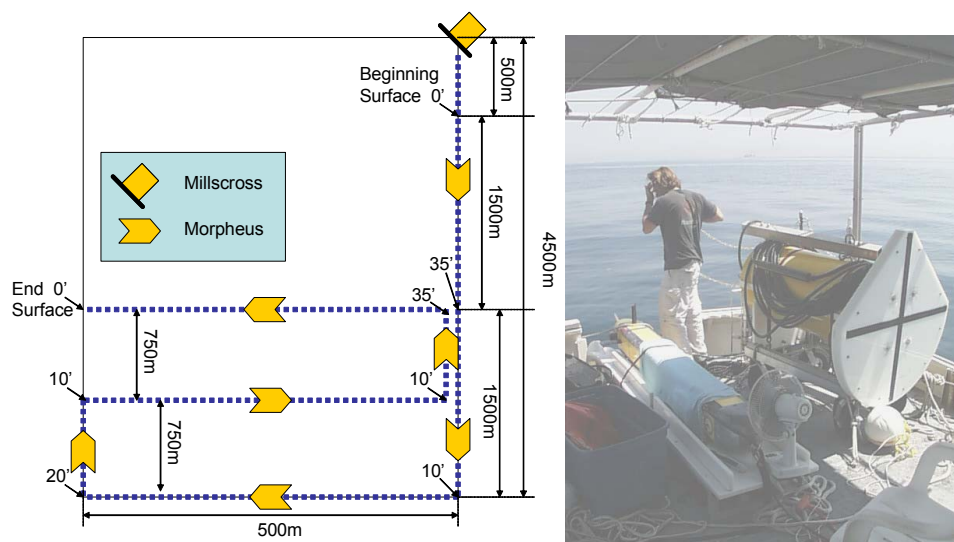 Beginning
Surface 0'
500m
Millscross
Morpheus
1500m
4500m
End 0'
Surface
35'
35'
750m
10'
10'
1500m
750m
20'
10'
500m